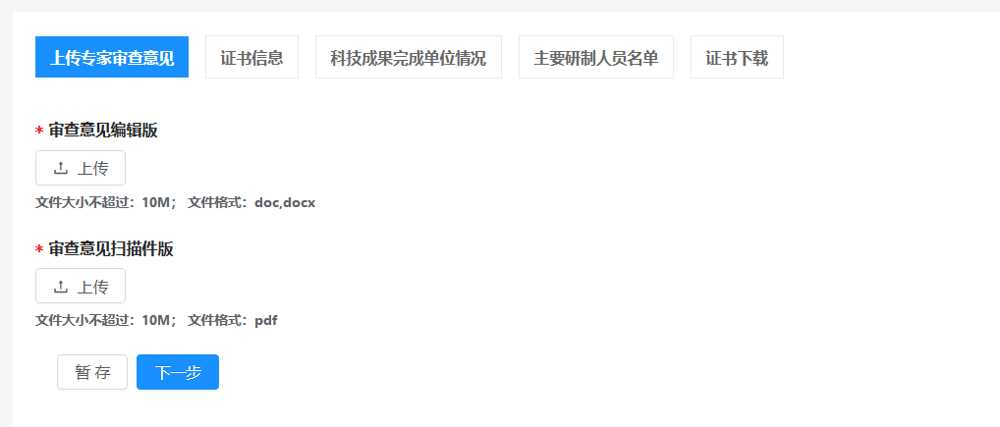 上传专家审查意见 证书信息 科技成果完成单位情况 主要研制人员名单 证书下载
* 审查意见编辑版
上传
文件大小不超过：10M； 文件格式：doc,docx
* 审查意见扫描件版
上传
文件大小不超过：10M； 文件格式：pdf
暂 存 下一步